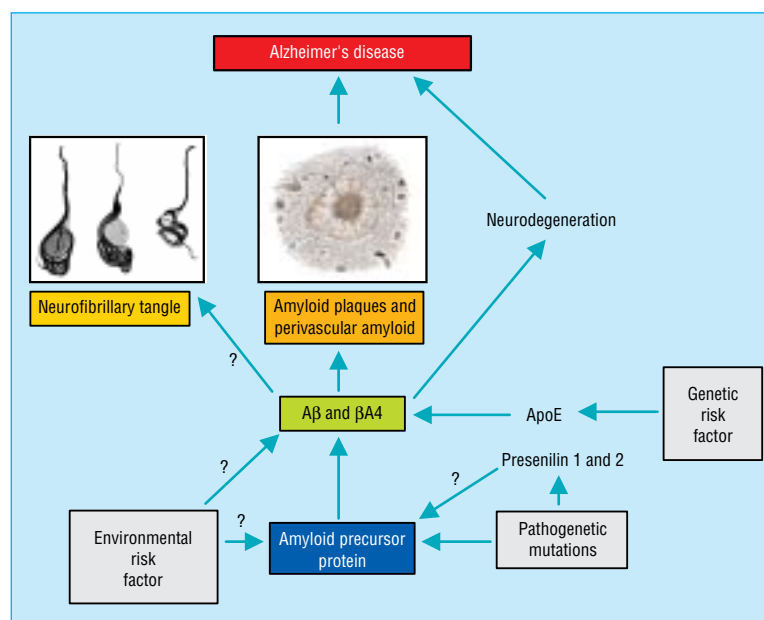 Alzheimer's disease
Neurodegeneration
Neurofibrillary tangle
Amyloid plaques and
perivascular amyloid
?
Aβ and βA4
ApoE
Genetic
risk
factor
?
Presenilin 1 and 2
?
Environmental
risk
factor
?
Amyloid precursor
protein
Pathogenetic
mutations